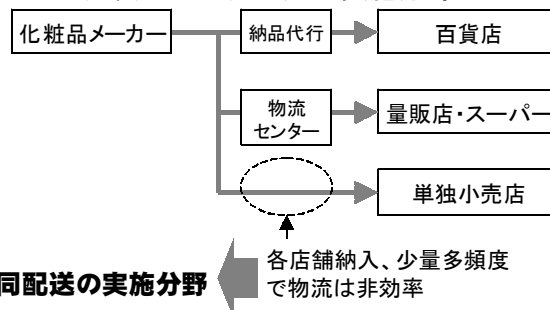 化粧品メーカー
納品代行
百貨店
物流
センター
量販店・スーパー
単独小売店
各店舗納入、少量多頻度
で物流は非効率
同配送の実施分野